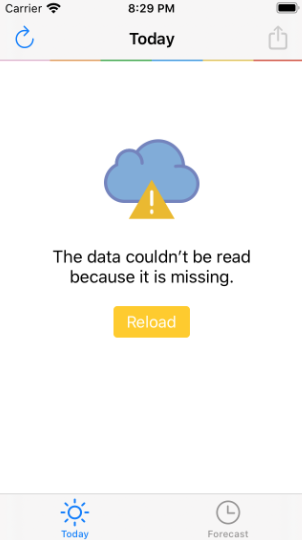 Carrier 8:29 PM
Today
The data couldn’t be read
because it is missing.
Reload
Today Forecast